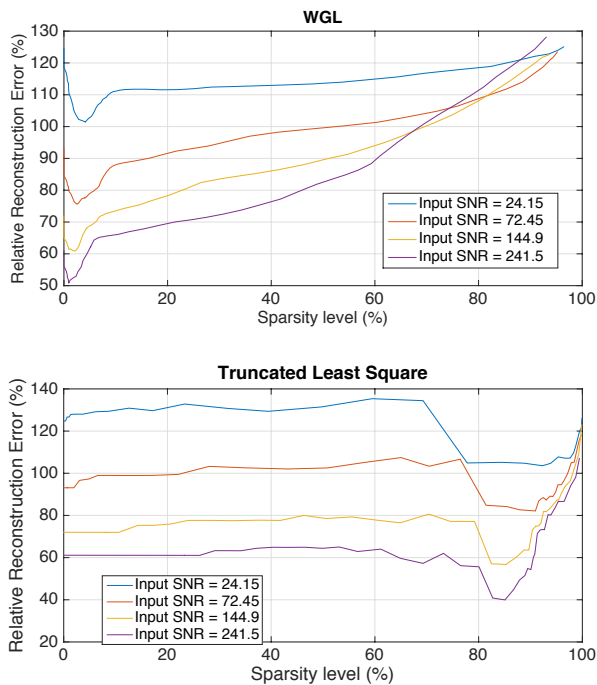 WGL
Relative Reconstruction Error (%)
130
120
110
100
90
80
70
60
50
0
20
40
60
80
100
Sparsity level (%)
Input SNR = 24.15
Input SNR = 72.45
Input SNR = 144.9
Input SNR = 241.5
Truncated Least Square
Relative Reconstruction Error (%)
140
120
100
80
60
40
20
0
20
40
60
80
100
Sparsity level (%)
Input SNR = 24.15
Input SNR = 72.45
Input SNR = 144.9
Input SNR = 241.5